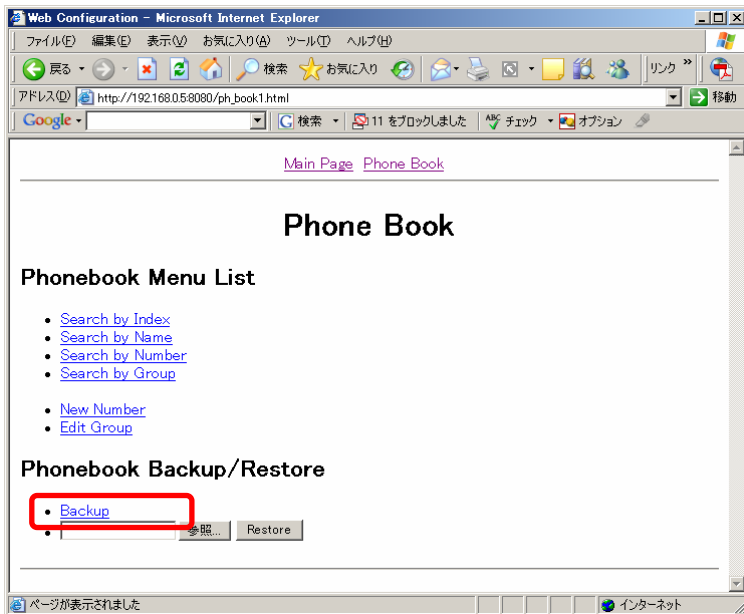 Web Configuration - Microsoft Internet Explorer
ファイル(F) 編集(E) 表示(V) お気に入り(A) ツール(T) ヘルプ(H)
戻る 検索 お気に入り リンク »
アドレス(D) http://192.168.0.5:8080/ph_book1.html 移動
Google 検索 11 をブロックしました ABC チェック オプション
Main Page Phone Book
Phone Book
Phonebook Menu List
Search by Index
Search by Name
Search by Number
Search by Group
New Number
Edit Group
Phonebook Backup/Restore
Backup
参照... Restore
ページが表示されました インターネット